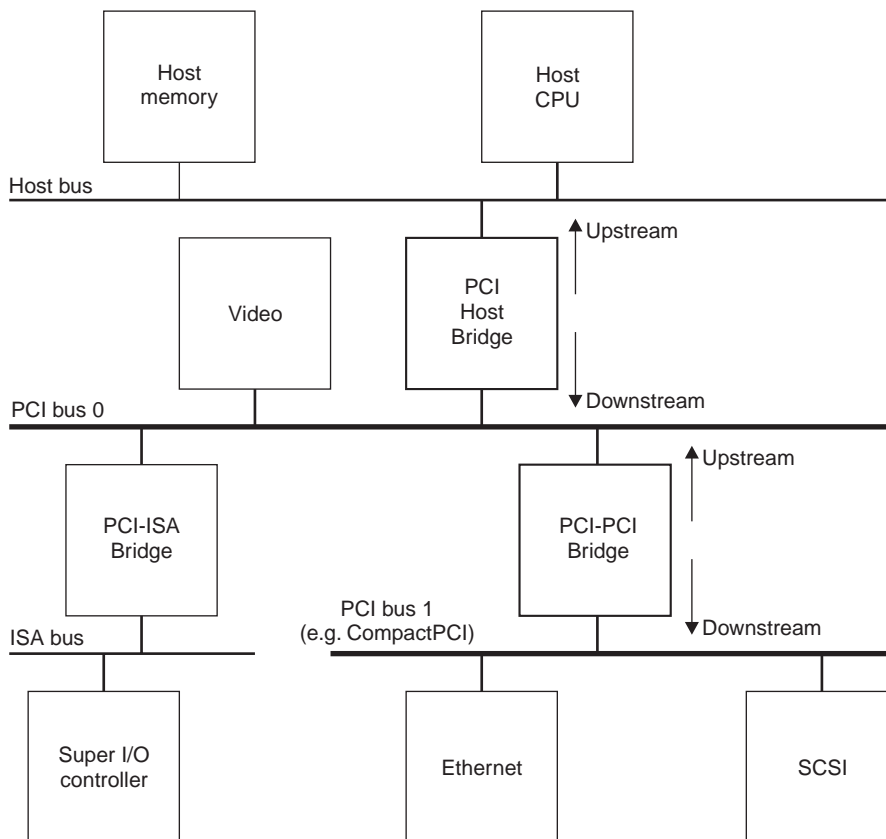 Host
memory
Host
CPU
Host bus
Upstream
Video
PCI
Host
Bridge
Downstream
PCI bus 0
Upstream
PCI-ISA
Bridge
PCI-PCI
Bridge
PCI bus 1
(e.g. CompactPCI)
Downstream
ISA bus
Super I/O
controller
Ethernet
SCSI